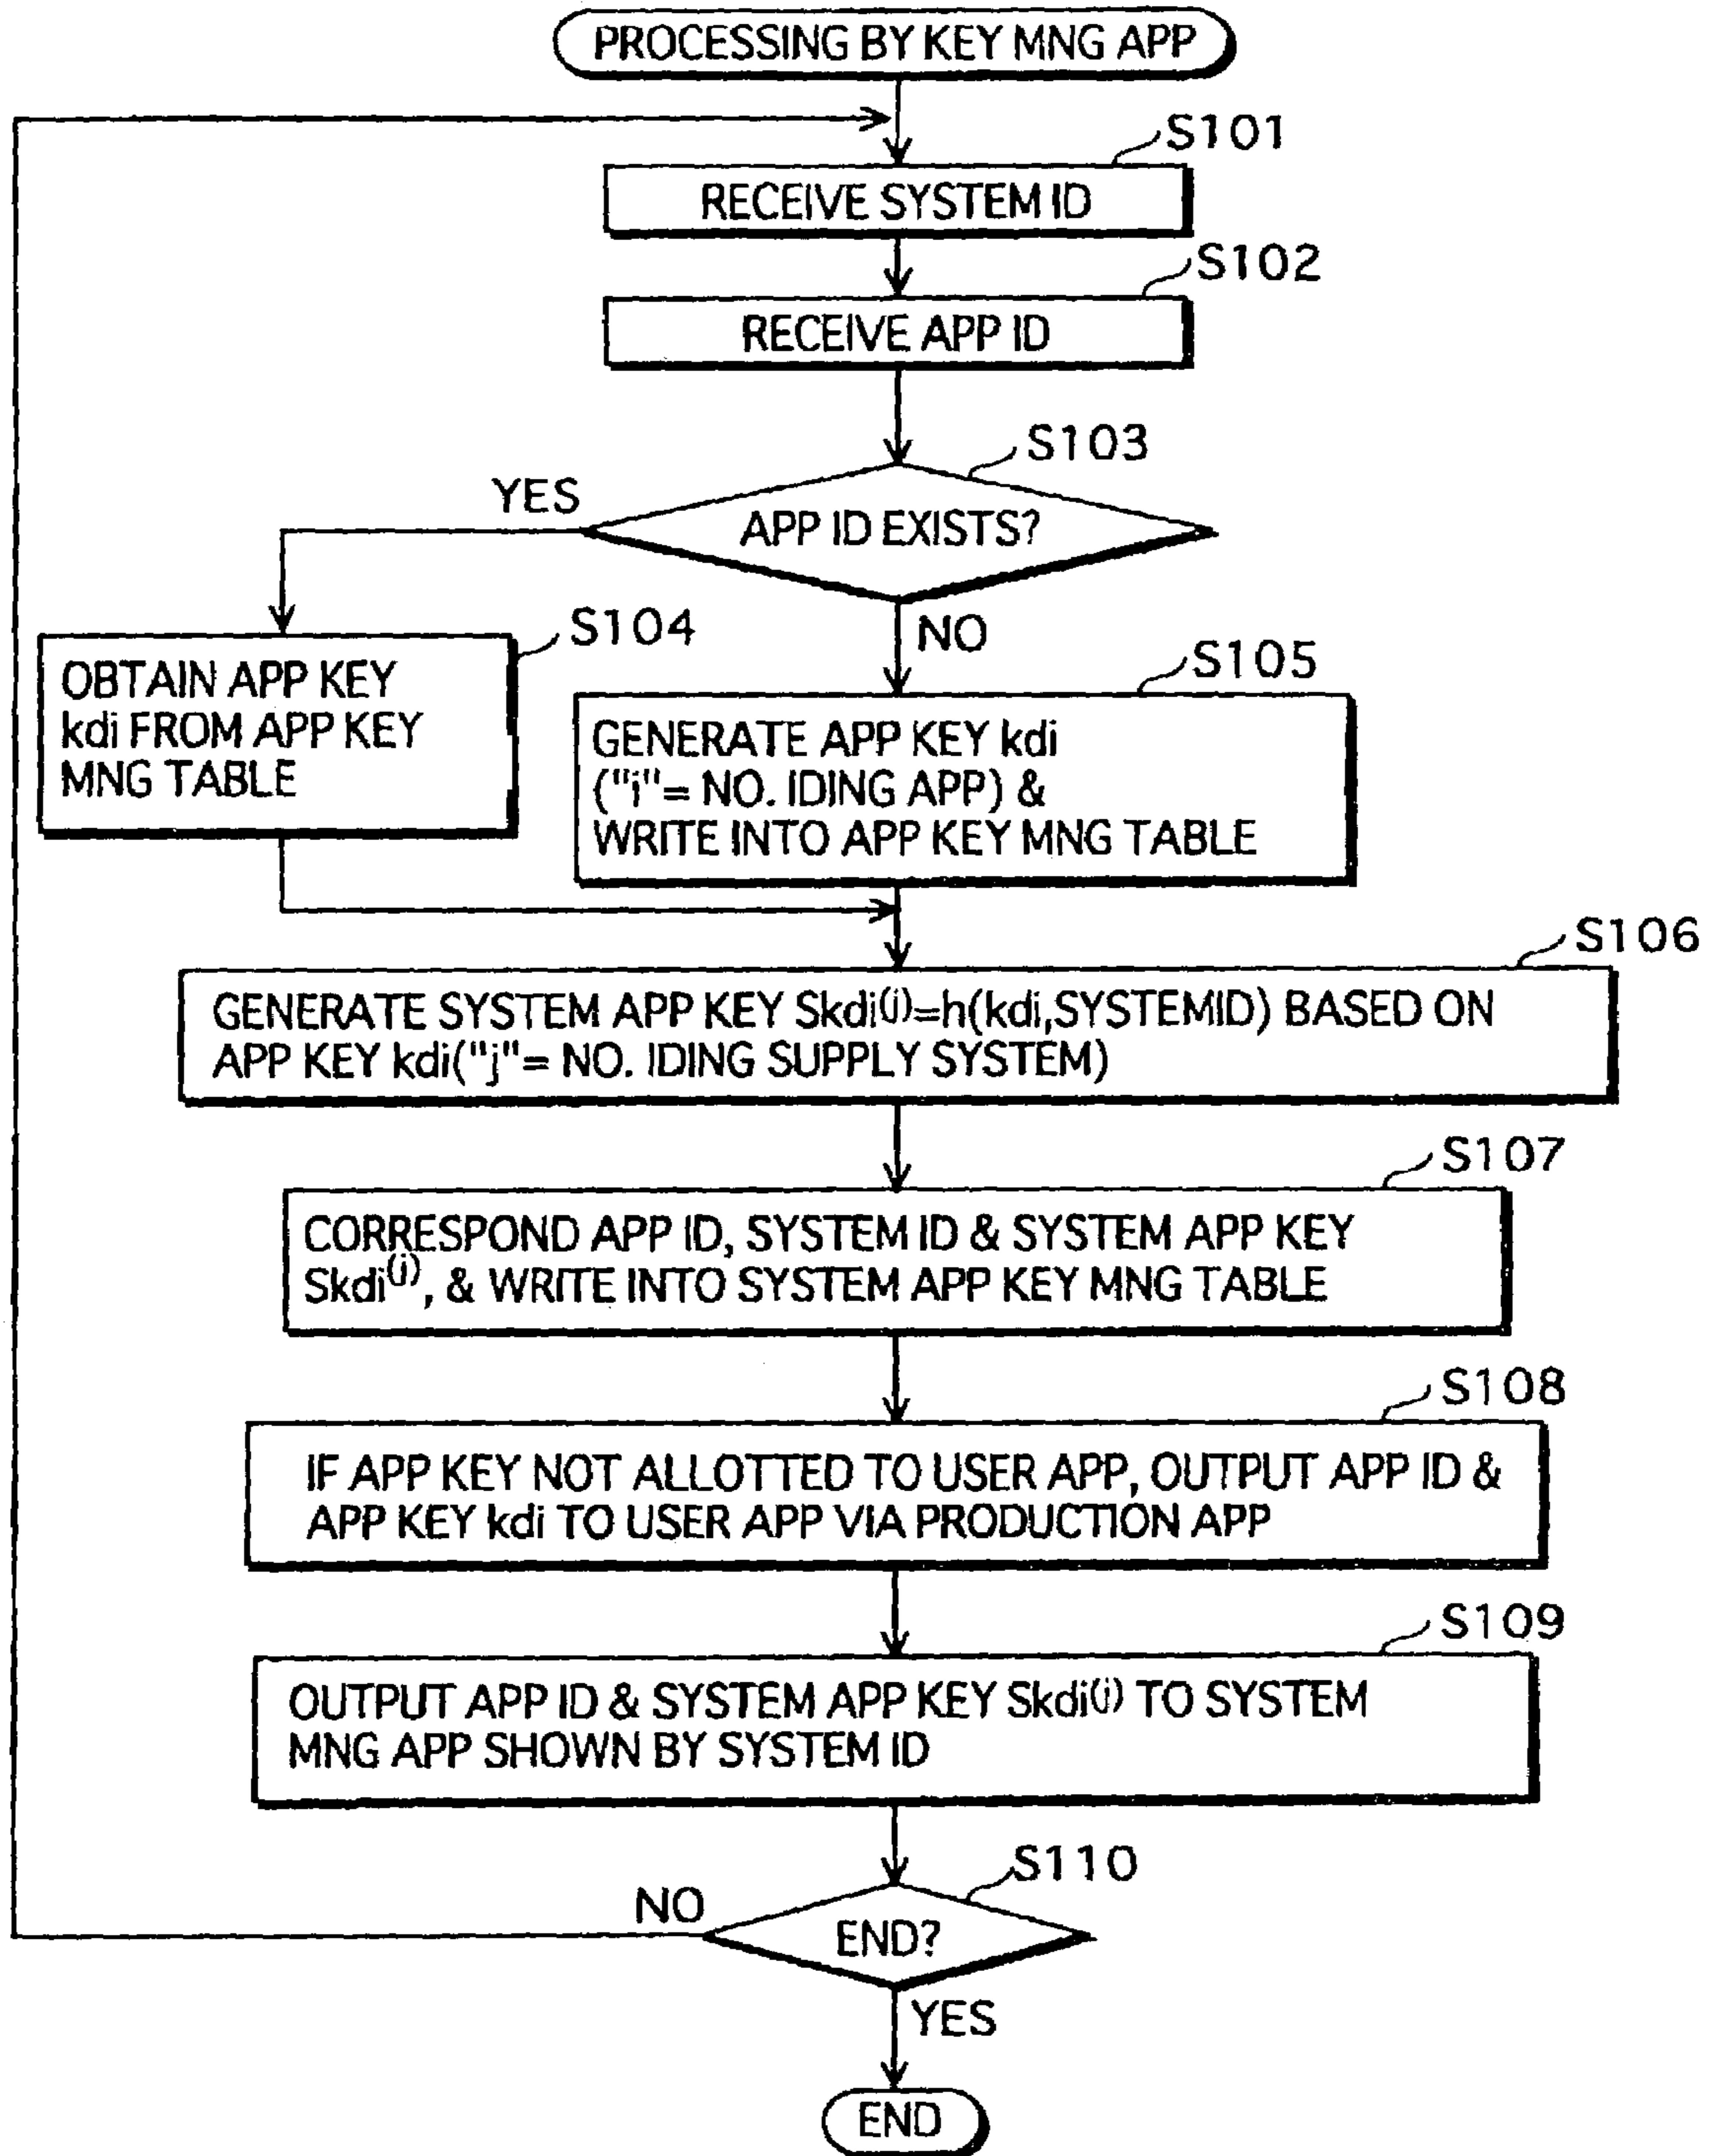 PROCESSING BY KEY MNG APP
S101
RECEIVE SYSTEM ID
S102
RECEIVE APP ID
S103
APP ID EXISTS?
YES
NO
S104
OBTAIN APP KEY
kdi FROM APP KEY
MNG TABLE
S105
GENERATE APP KEY kdi
("i"= NO. IDING APP) &
WRITE INTO APP KEY MNG TABLE
S106
GENERATE SYSTEM APP KEY Skdi(j)=h(kdi,SYSTEMID) BASED ON
APP KEY kdi("j"= NO. IDING SUPPLY SYSTEM)
S107
CORRESPOND APP ID, SYSTEM ID & SYSTEM APP KEY
Skdi(j), & WRITE INTO SYSTEM APP KEY MNG TABLE
S108
IF APP KEY NOT ALLOTTED TO USER APP, OUTPUT APP ID &
APP KEY kdi TO USER APP VIA PRODUCTION APP
S109
OUTPUT APP ID & SYSTEM APP KEY Skdi(j) TO SYSTEM
MNG APP SHOWN BY SYSTEM ID
S110
END?
NO
YES
END